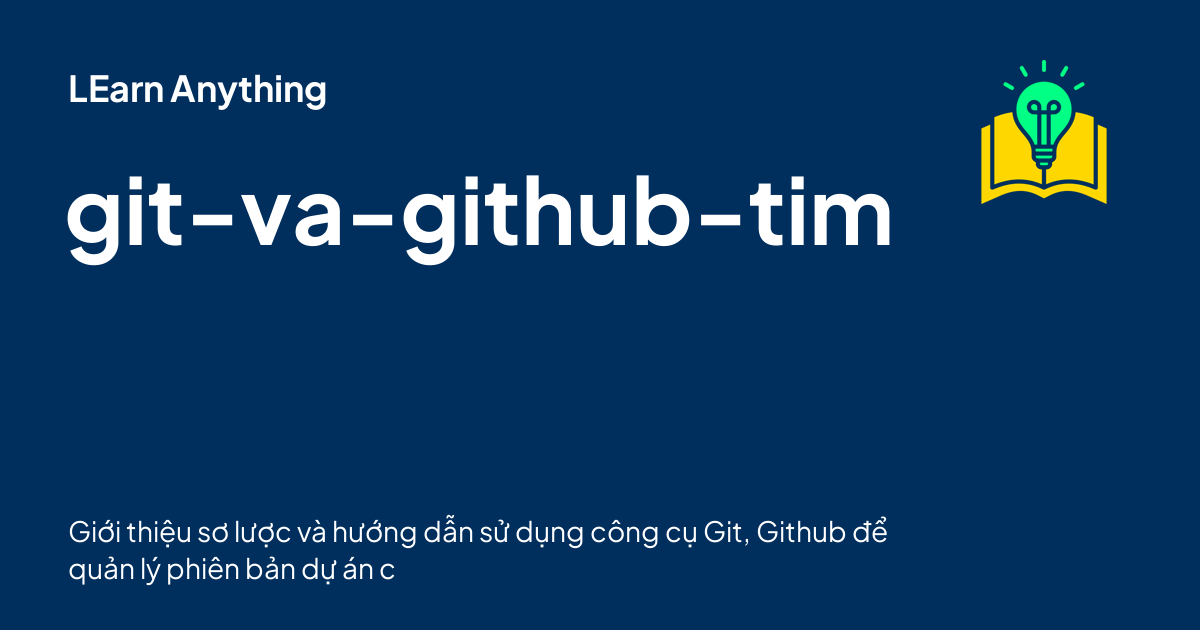 LEarn Anything
git-va-github-tim
Giới thiệu sơ lược và hướng dẫn sử dụng công cụ Git, Github để
quản lý phiên bản dự án c